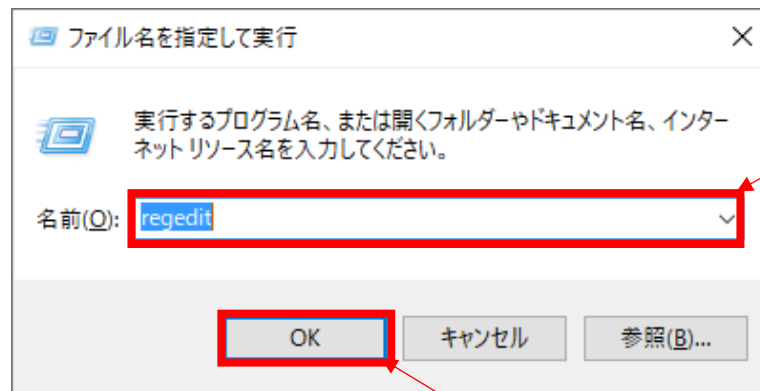 ファイル名を指定して実行
実行するプログラム名、または開くフォルダーやドキュメント名、インター
ネット リソース名を入力してください。
名前(O): regedit
OK キャンセル 参照(B)...